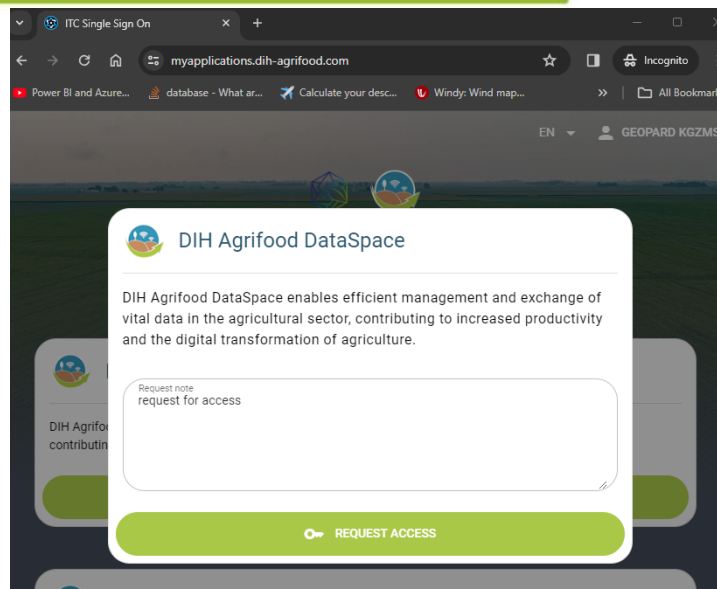 ITC Single Sign On
myapplications.dih-agrifood.com
Incognito
Power BI and Azure... database - What ar... Calculate your desc... Windy: Wind map... » All Bookmar
EN GEOPARD KGZMS
DIH Agrifood DataSpace
DIH Agrifood DataSpace enables efficient management and exchange of
vital data in the agricultural sector, contributing to increased productivity
and the digital transformation of agriculture.
Request note
request for access
DIH Agrifo
contributin
REQUEST ACCESS